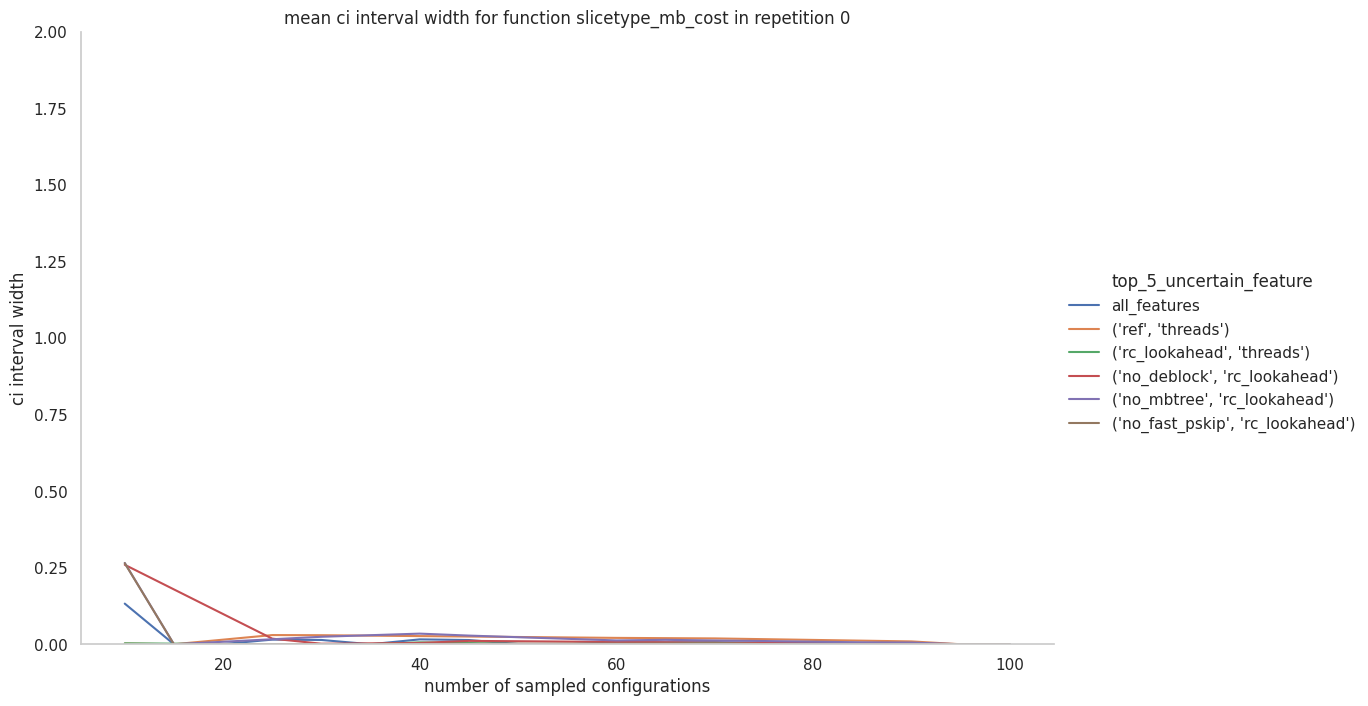 mean ci interval width for function slicetype_mb_cost in repetition 0
2.00
1.75
1.50
1.25
1.00
0.75
0.50
0.25
0.00
ci interval width
20
40
60
80
100
number of sampled configurations
top_5_uncertain_feature
all_features
('ref', 'threads')
('rc_lookahead', 'threads')
('no_deblock', 'rc_lookahead')
('no_mbtree', 'rc_lookahead')
('no_fast_pskip', 'rc_lookahead')